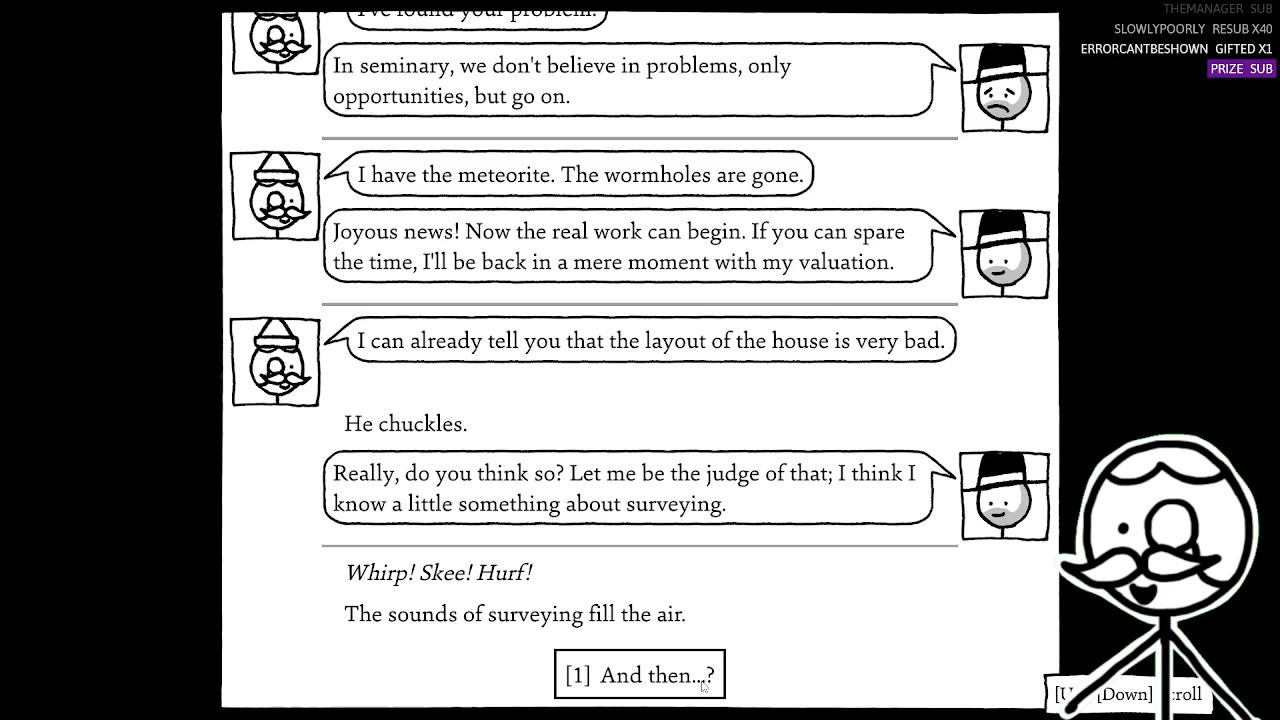 THEMANAGER SUB
SLOWLYPOORLY RESUB X40
ERRORCANTBESHOWN GIFTED X1
PRIZE SUB
I've found your problem.
In seminary, we don't believe in problems, only
opportunities, but go on.
I have the meteorite. The wormholes are gone.
Joyous news! Now the real work can begin. If you can spare
the time, I'll be back in a mere moment with my valuation.
I can already tell you that the layout of the house is very bad.
He chuckles.
Really, do you think so? Let me be the judge of that; I think I
know a little something about surveying.
Whirp! Skee! Hurf!
The sounds of surveying fill the air.
[1] And then...?
[Down]